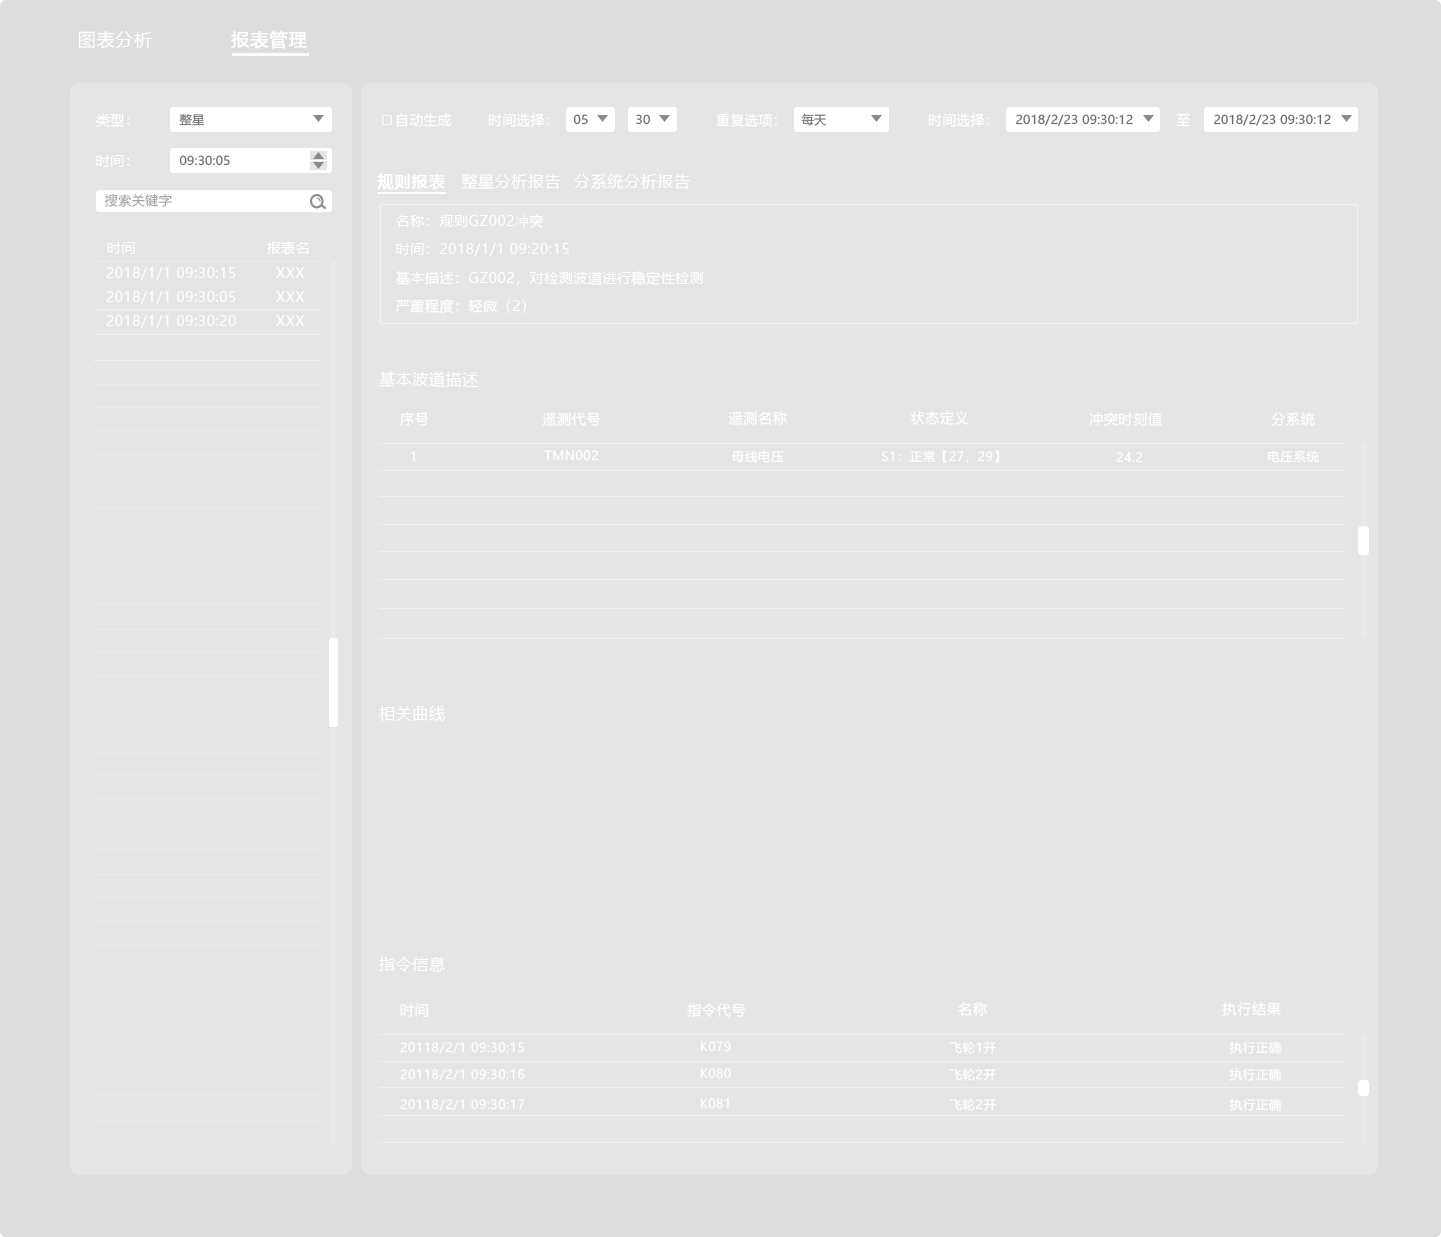 图表分析 报表管理
类型： 整星
时间： 09:30:05
搜索关键字
时间 报表名
2018/1/1 09:30:15 XXX
2018/1/1 09:30:05 XXX
2018/1/1 09:30:20 XXX
自动生成 时间选择： 05 30 重复选项： 每天 时间选择： 2018/2/23 09:30:12 至 2018/2/23 09:30:12
规则报表 整星分析报告 分系统分析报告
名称：规则GZ002冲突
时间：2018/1/1 09:20:15
基本描述：GZ002，对检测波道进行稳定性检测
严重程度：轻微（2）
基本波道描述
序号 遥测代号 遥测名称 状态定义 冲突时刻值 分系统
1 TMN002 母线电压 S1：正常【27，29】 24.2 电压系统
相关曲线
指令信息
时间 指令代号 名称 执行结果
20118/2/1 09:30:15 K079 飞轮1开 执行正确
20118/2/1 09:30:16 K080 飞轮2开 执行正确
20118/2/1 09:30:17 K081 飞轮2开 执行正确